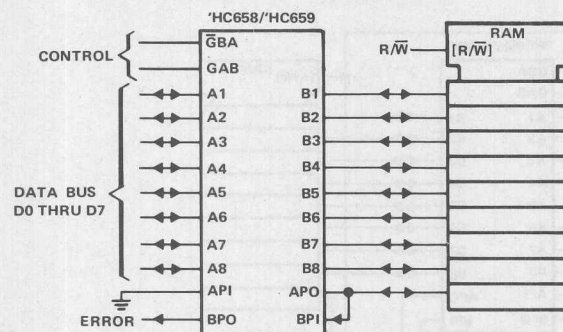 'HC658/'HC659
RAM
CONTROL
G̅BA
GAB
R/W̅
[R/W̅]
A1 B1
A2 B2
A3 B3
A4 B4
DATA BUS
D0 THRU D7
A5 B5
A6 B6
A7 B7
A8 B8
API APO
ERROR BPO BPI